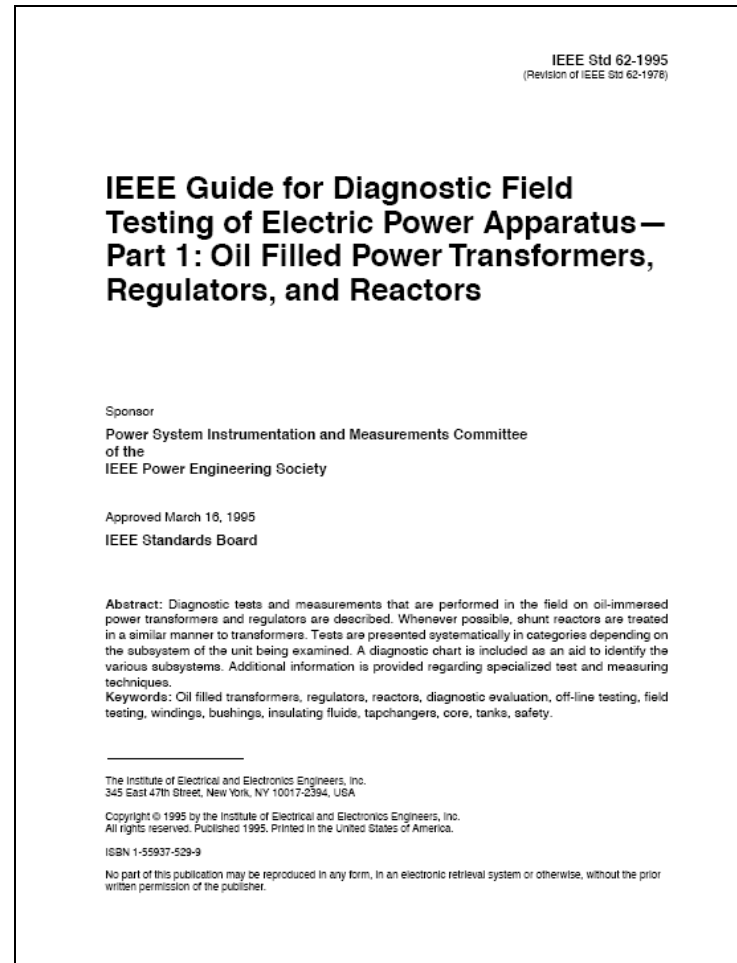 IEEE Std 62-1995
(Revision of IEEE Std 62-1978)
IEEE Guide for Diagnostic Field
Testing of Electric Power Apparatus—
Part 1: Oil Filled Power Transformers,
Regulators, and Reactors
Sponsor
Power System Instrumentation and Measurements Committee
of the
IEEE Power Engineering Society
Approved March 16, 1995
IEEE Standards Board
Abstract: Diagnostic tests and measurements that are performed in the field on oil-immersed
power transformers and regulators are described. Whenever possible, shunt reactors are treated
in a similar manner to transformers. Tests are presented systematically in categories depending on
the subsystem of the unit being examined. A diagnostic chart is included as an aid to identify the
various subsystems. Additional information is provided regarding specialized test and measuring
techniques.
Keywords: Oil filled transformers, regulators, reactors, diagnostic evaluation, off-line testing, field
testing, windings, bushings, insulating fluids, tapchangers, core, tanks, safety.
The Institute of Electrical and Electronics Engineers, Inc.
345 East 47th Street, New York, NY 10017-2394, USA
Copyright © 1995 by the Institute of Electrical and Electronics Engineers, Inc.
All rights reserved. Published 1995. Printed in the United States of America.
ISBN 1-55937-529-9
No part of this publication may be reproduced in any form, in an electronic retrieval system or otherwise, without the prior
written permission of the publisher.